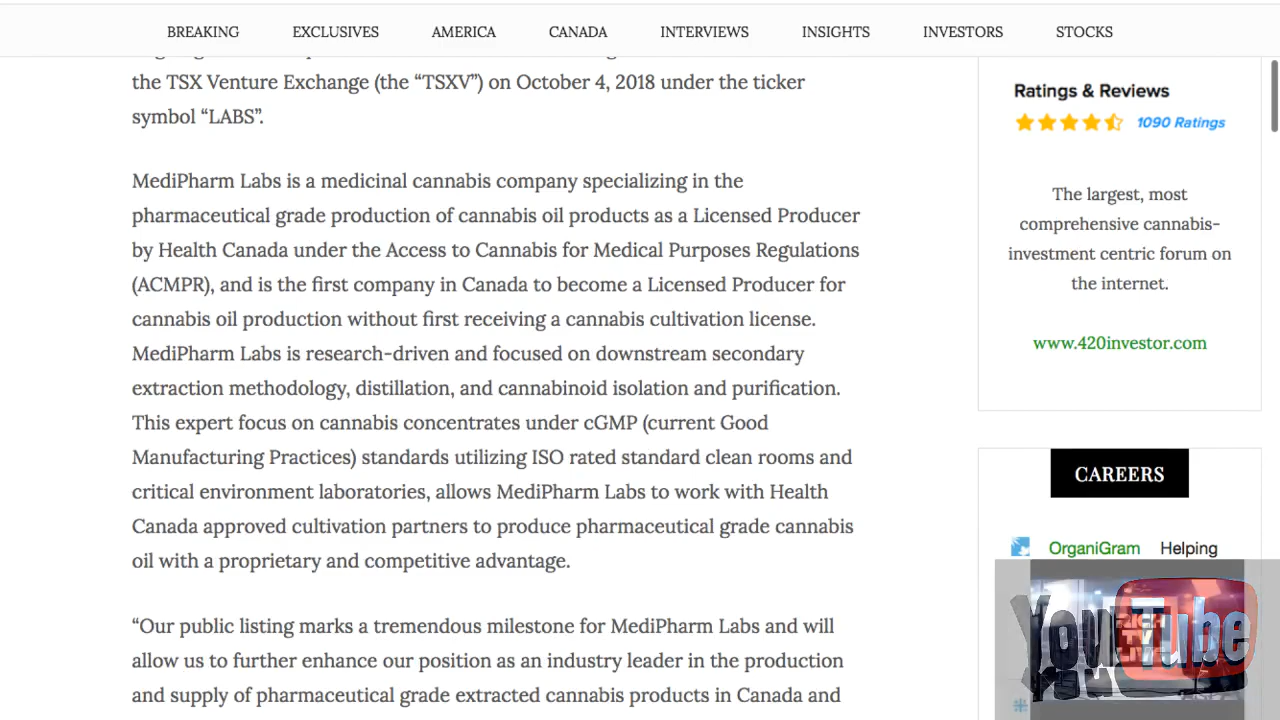 BREAKING EXCLUSIVES AMERICA CANADA INTERVIEWS INSIGHTS INVESTORS STOCKS
the TSX Venture Exchange (the “TSXV”) on October 4, 2018 under the ticker
symbol “LABS”.
MediPharm Labs is a medicinal cannabis company specializing in the
pharmaceutical grade production of cannabis oil products as a Licensed Producer
by Health Canada under the Access to Cannabis for Medical Purposes Regulations
(ACMPR), and is the first company in Canada to become a Licensed Producer for
cannabis oil production without first receiving a cannabis cultivation license.
MediPharm Labs is research-driven and focused on downstream secondary
extraction methodology, distillation, and cannabinoid isolation and purification.
This expert focus on cannabis concentrates under cGMP (current Good
Manufacturing Practices) standards utilizing ISO rated standard clean rooms and
critical environment laboratories, allows MediPharm Labs to work with Health
Canada approved cultivation partners to produce pharmaceutical grade cannabis
oil with a proprietary and competitive advantage.
“Our public listing marks a tremendous milestone for MediPharm Labs and will
allow us to further enhance our position as an industry leader in the production
and supply of pharmaceutical grade extracted cannabis products in Canada and
Ratings & Reviews
1090 Ratings
The largest, most
comprehensive cannabis-
investment centric forum on
the internet.
www.420investor.com
CAREERS
OrganiGram Helping
YouTube